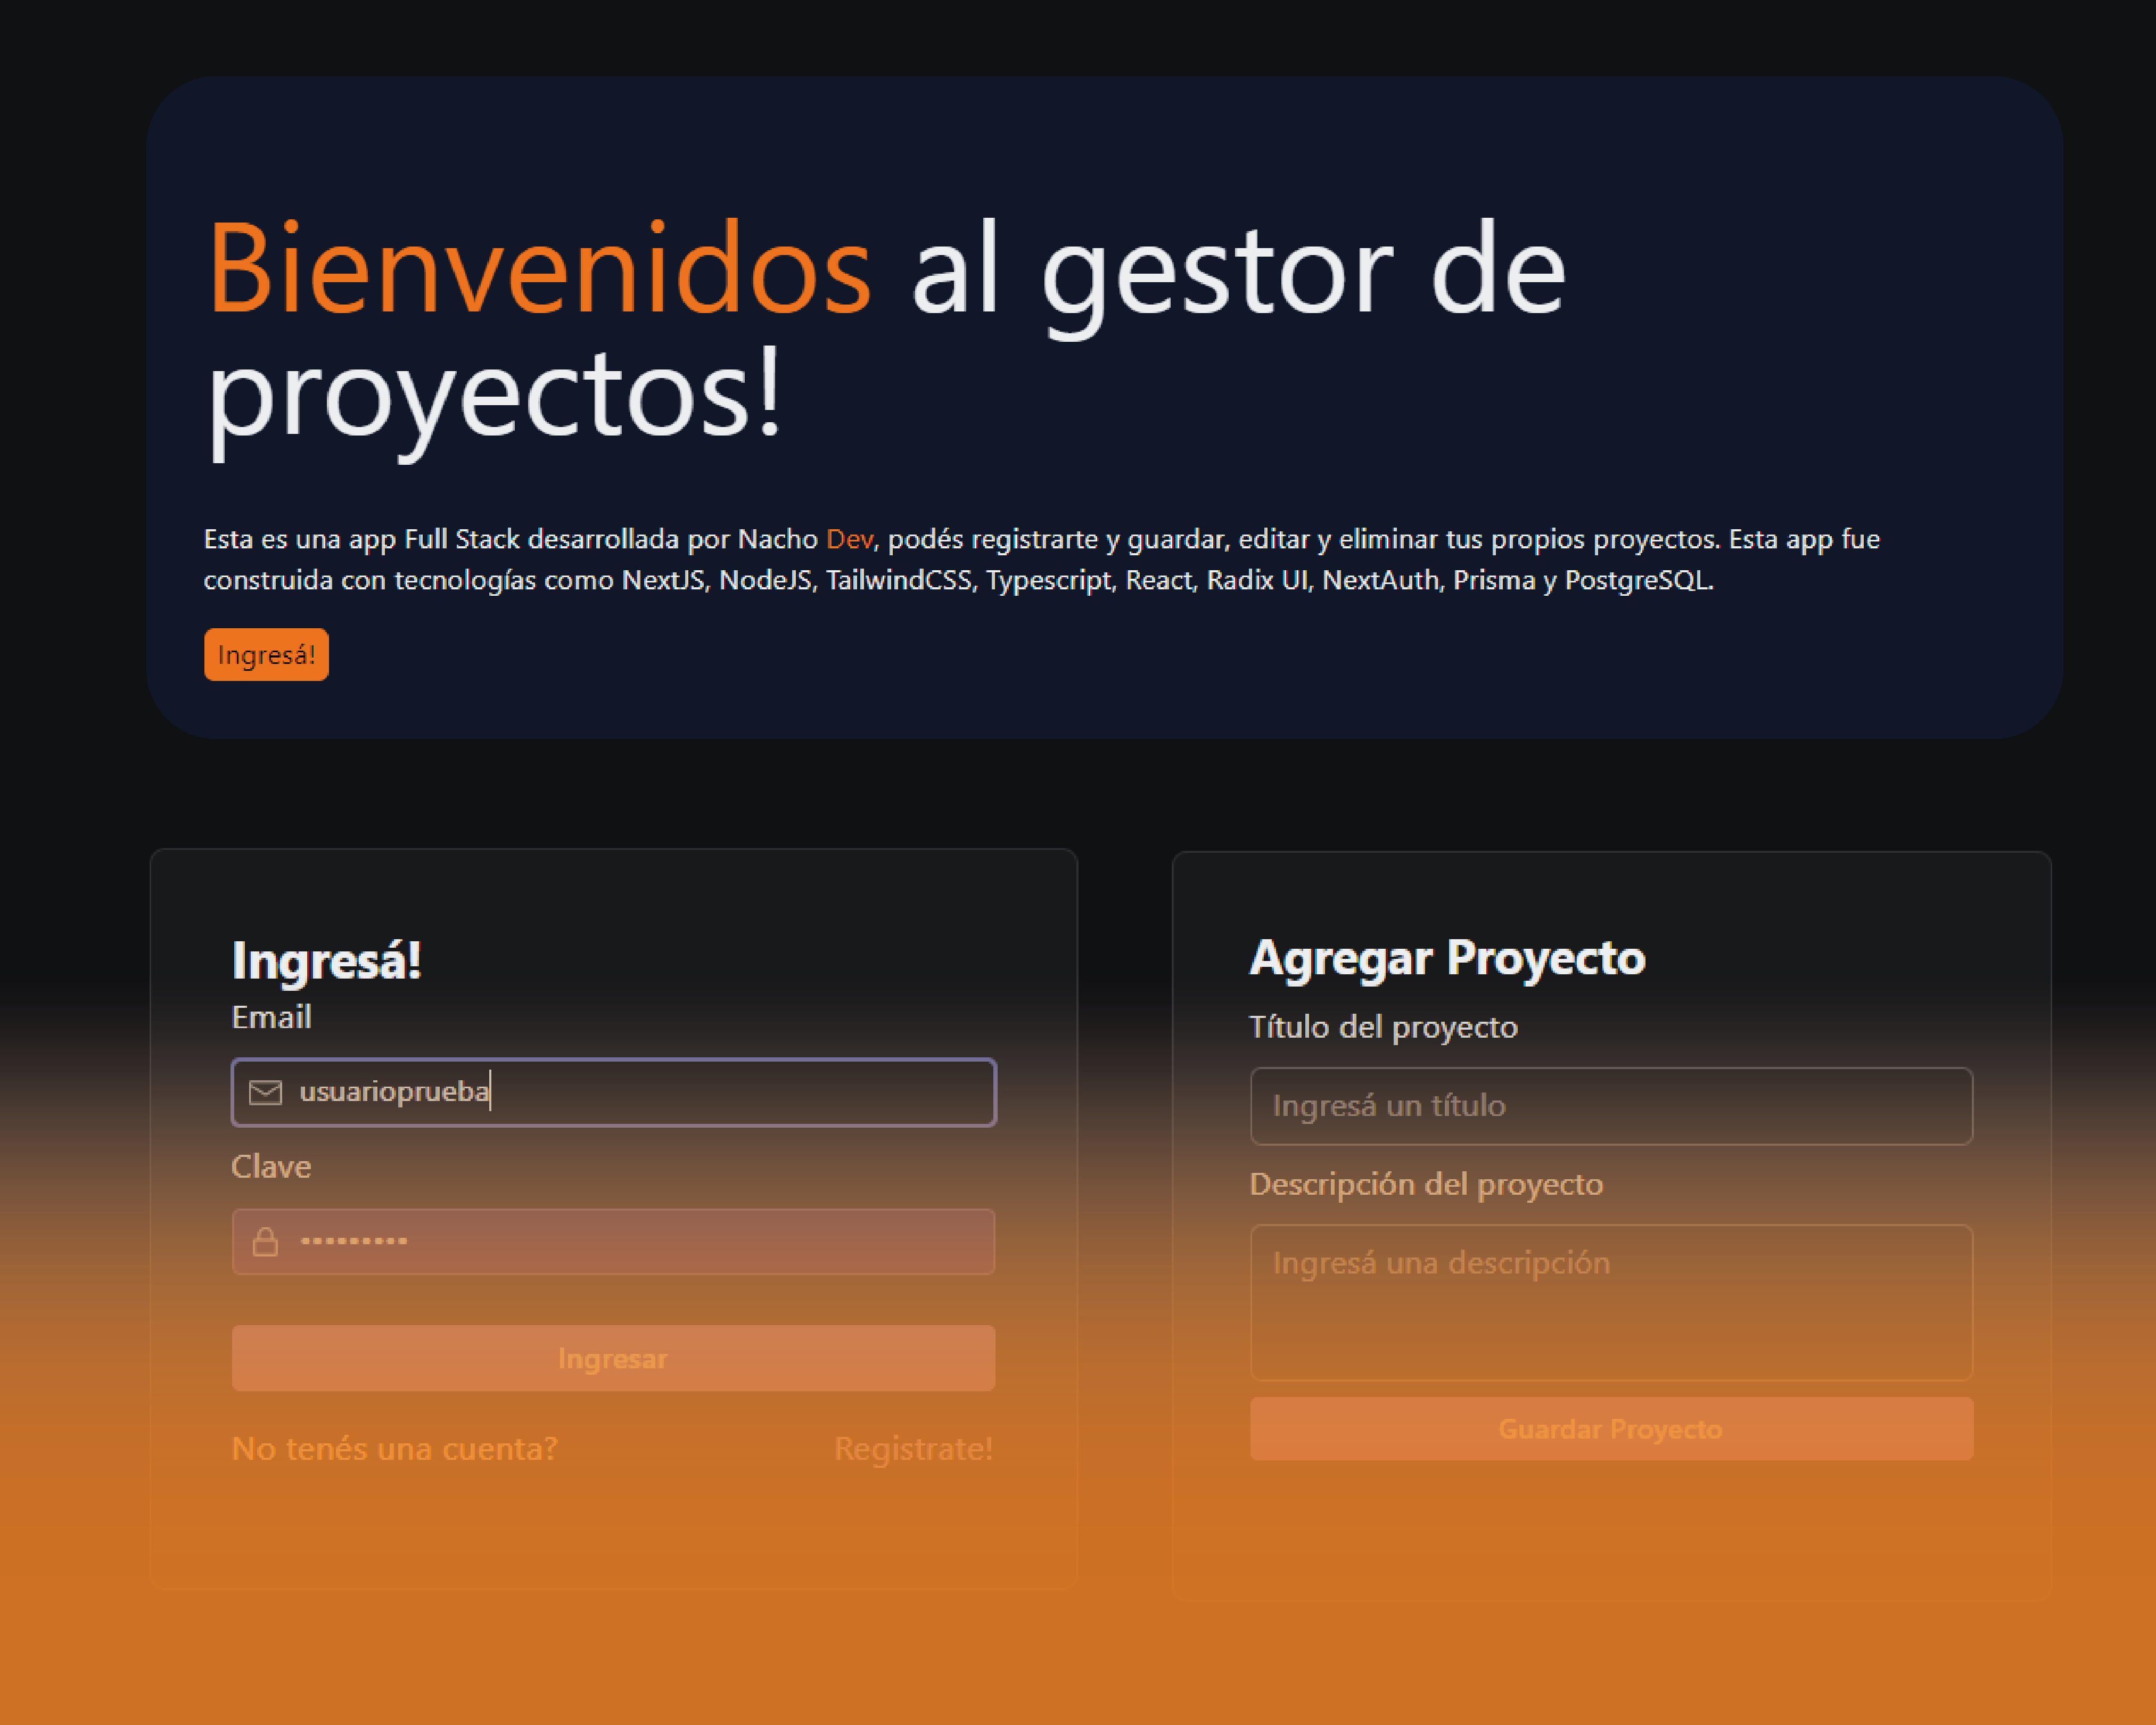 Bienvenidos al gestor de
proyectos!
Esta es una app Full Stack desarrollada por Nacho Dev, podés registrarte y guardar, editar y eliminar tus propios proyectos. Esta app fue
construida con tecnologías como NextJS, NodeJS, TailwindCSS, Typescript, React, Radix UI, NextAuth, Prisma y PostgreSQL.
Ingresá!
Ingresá!
Email
usuarioprueba
Clave
•••••••••
Ingresar
No tenés una cuenta? Registrate!
Agregar Proyecto
Título del proyecto
Ingresá un título
Descripción del proyecto
Ingresá una descripción
Guardar Proyecto